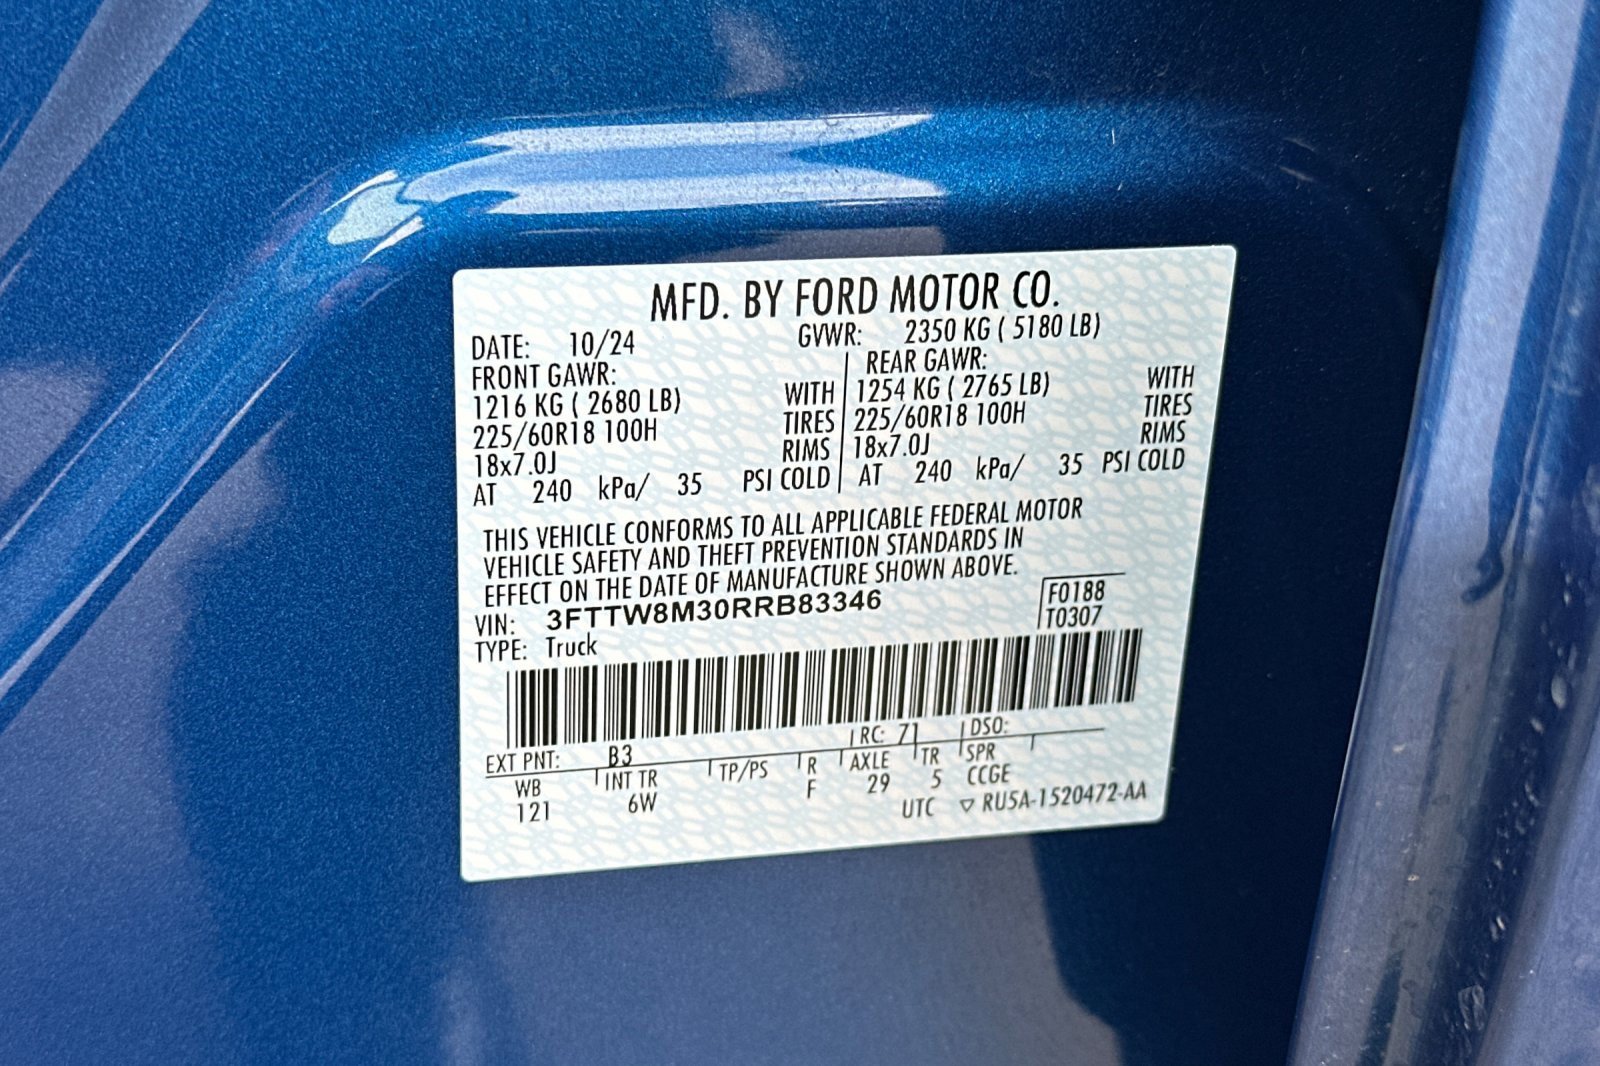 MFD. BY FORD MOTOR CO.
DATE: 10/24 GVWR: 2350 KG ( 5180 LB)
FRONT GAWR: REAR GAWR:
1216 KG ( 2680 LB) WITH 1254 KG ( 2765 LB) WITH
225/60R18 100H TIRES 225/60R18 100H TIRES
18x7.0J RIMS 18x7.0J RIMS
AT 240 kPa/ 35 PSI COLD AT 240 kPa/ 35 PSI COLD
THIS VEHICLE CONFORMS TO ALL APPLICABLE FEDERAL MOTOR
VEHICLE SAFETY AND THEFT PREVENTION STANDARDS IN
EFFECT ON THE DATE OF MANUFACTURE SHOWN ABOVE.
VIN: 3FTTW8M30RRB83346 F0188
TYPE: Truck T0307
EXT PNT: B3 RC: 71 DSO:
WB INT TR TP/PS R AXLE TR SPR
121 6W F 29 5 CCGE
UTC ▽ RU5A-1520472-AA